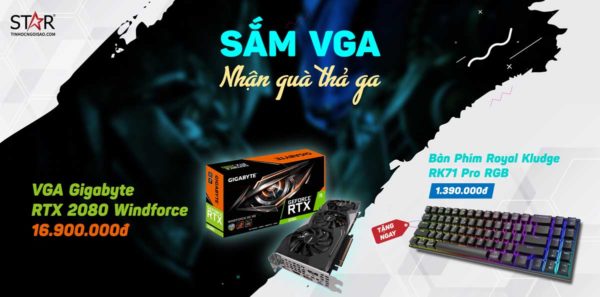 STAR
TINHOCNGOISAO.COM
SẮM VGA
Nhận quà thả ga
VGA Gigabyte
RTX 2080 Windforce
16.900.000đ
GIGABYTE
GEFORCE
RTX
Bàn Phím Royal Kludge
RK71 Pro RGB
1.390.000đ
TẶNG
NGAY